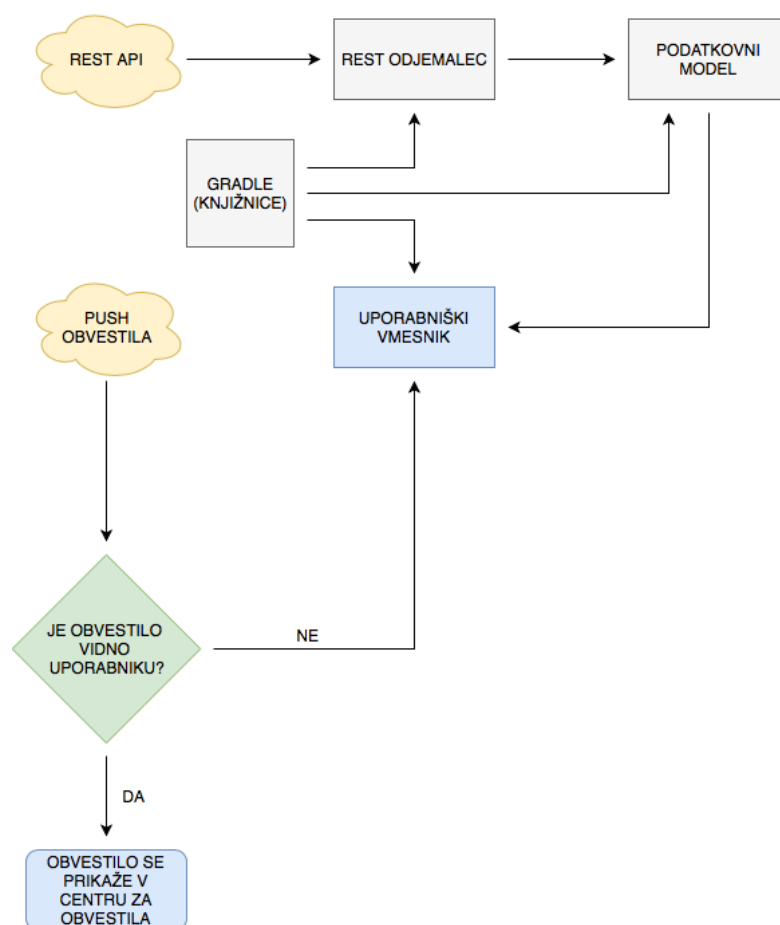 REST API
REST ODJEMALEC
PODATKOVNI
MODEL
GRADLE
(KNJIŽNICE)
PUSH
OBVESTILA
UPORABNIŠKI
VMESNIK
JE OBVESTILO
VIDNO
UPORABNIKU?
NE
DA
OBVESTILO SE
PRIKAŽE V
CENTRU ZA
OBVESTILA